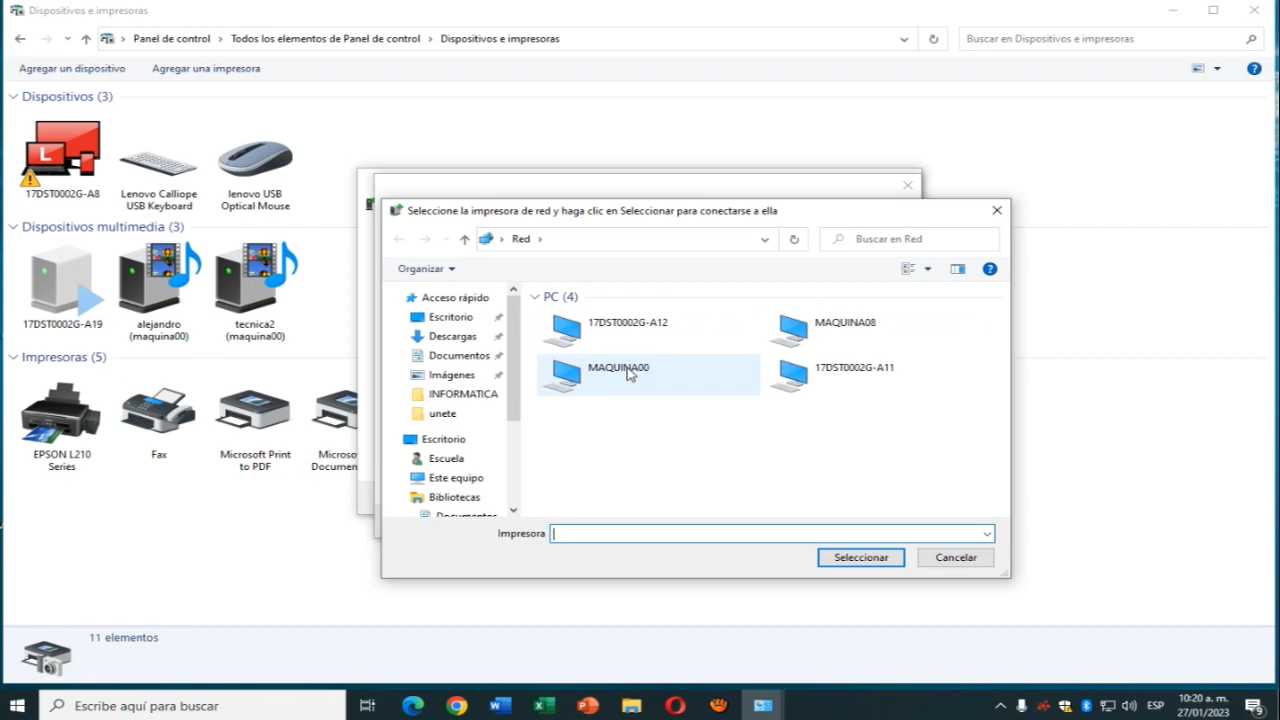 Dispositivos e impresoras
Panel de control
Todos los elementos de Panel de control
Dispositivos e impresoras
Buscar en Dispositivos e impresoras
Agregar un dispositivo
Agregar una impresora
Dispositivos (3)
17DST0002G-A8
Lenovo Calliope
USB Keyboard
lenovo USB
Optical Mouse
Dispositivos multimedia (3)
17DST0002G-A19
alejandro
(maquina00)
tecnica2
(maquina00)
Impresoras (5)
EPSON L210
Series
Fax
Microsoft Print
to PDF
Microso
Documen
Seleccione la impresora de red y haga clic en Seleccionar para conectarse a ella
Red
Buscar en Red
Organizar
Acceso rápido
Escritorio
Descargas
Documentos
Imágenes
INFORMATICA
unete
Escritorio
Escuela
Este equipo
Bibliotecas
Documentos
PC (4)
17DST0002G-A12
MAQUINA08
MAQUINA00
17DST0002G-A11
Impresora
Seleccionar
Cancelar
11 elementos
Escribe aquí para buscar
ESP
10:20 a. m.
27/01/2023
9